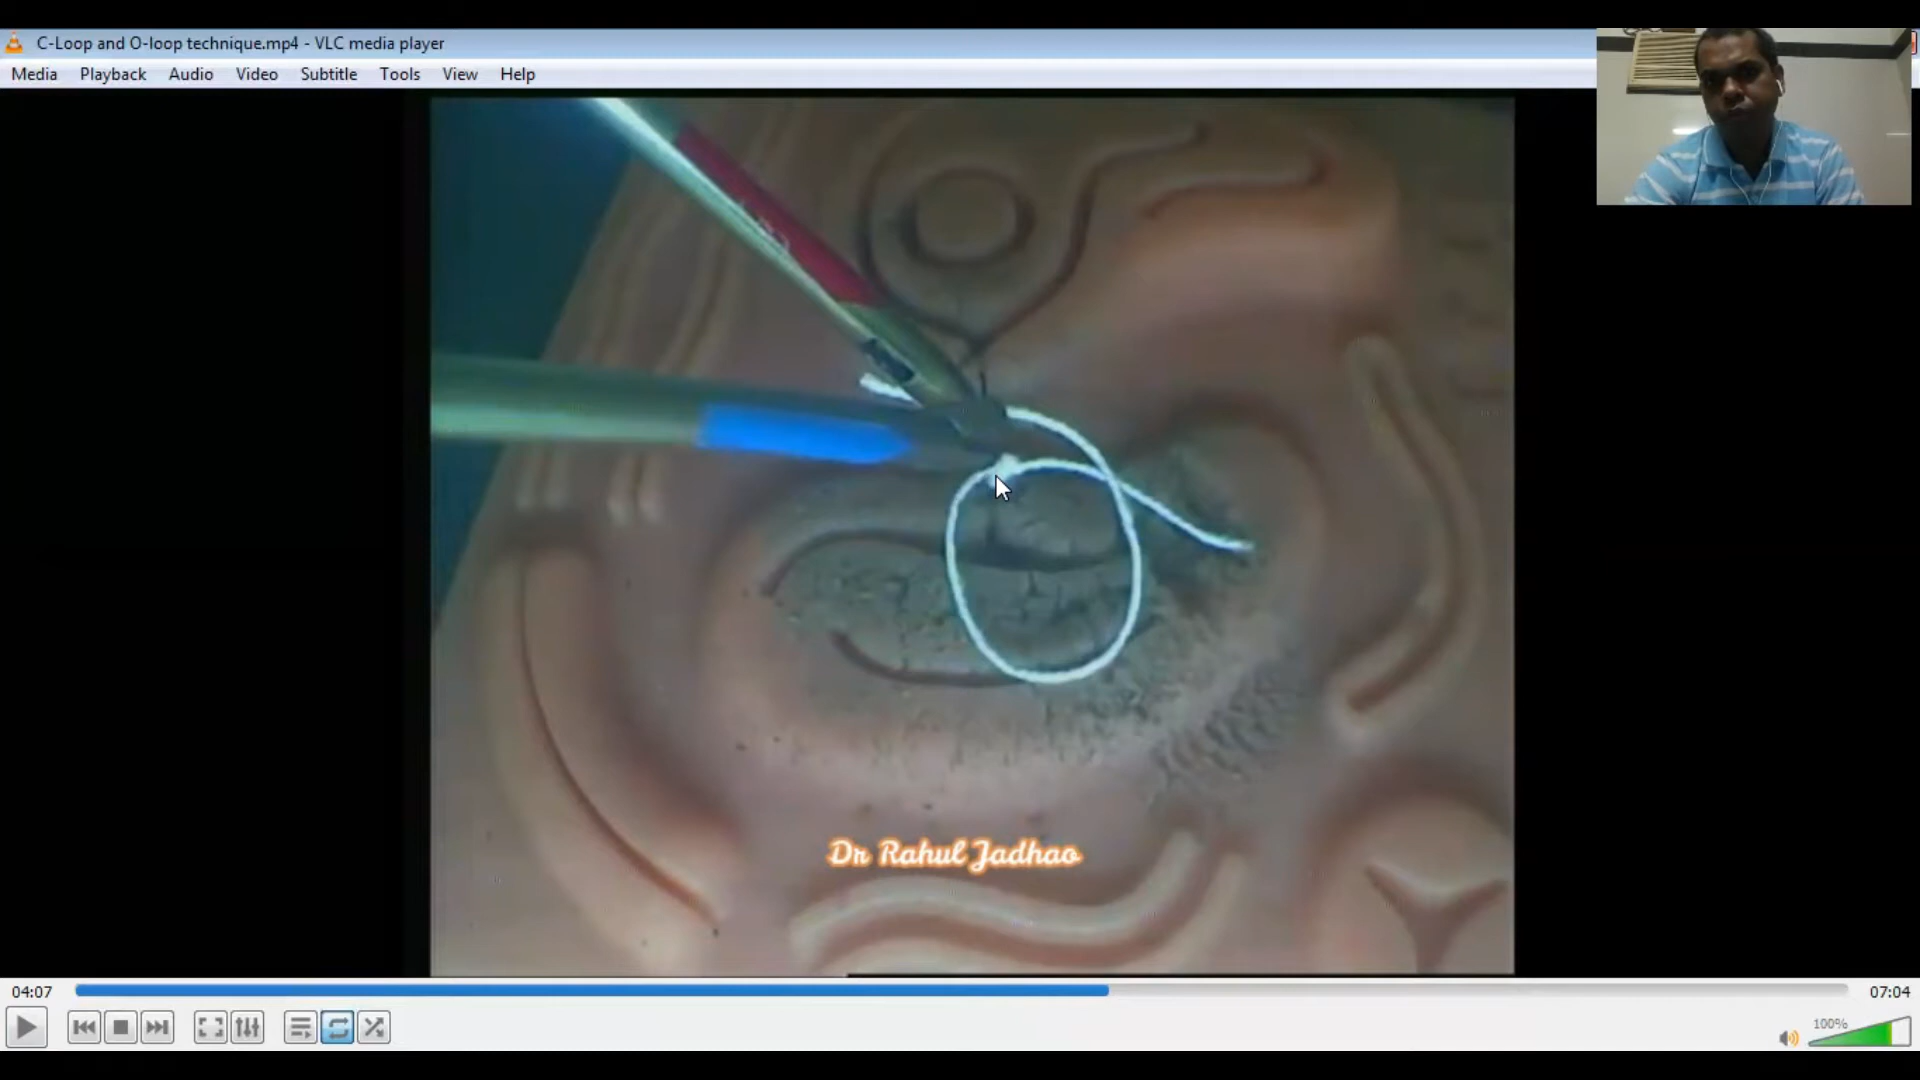 C-Loop and O-loop technique.mp4 - VLC media player
Media Playback Audio Video Subtitle Tools View Help
Dr Rahul Jadhao
04:07
07:04
100%